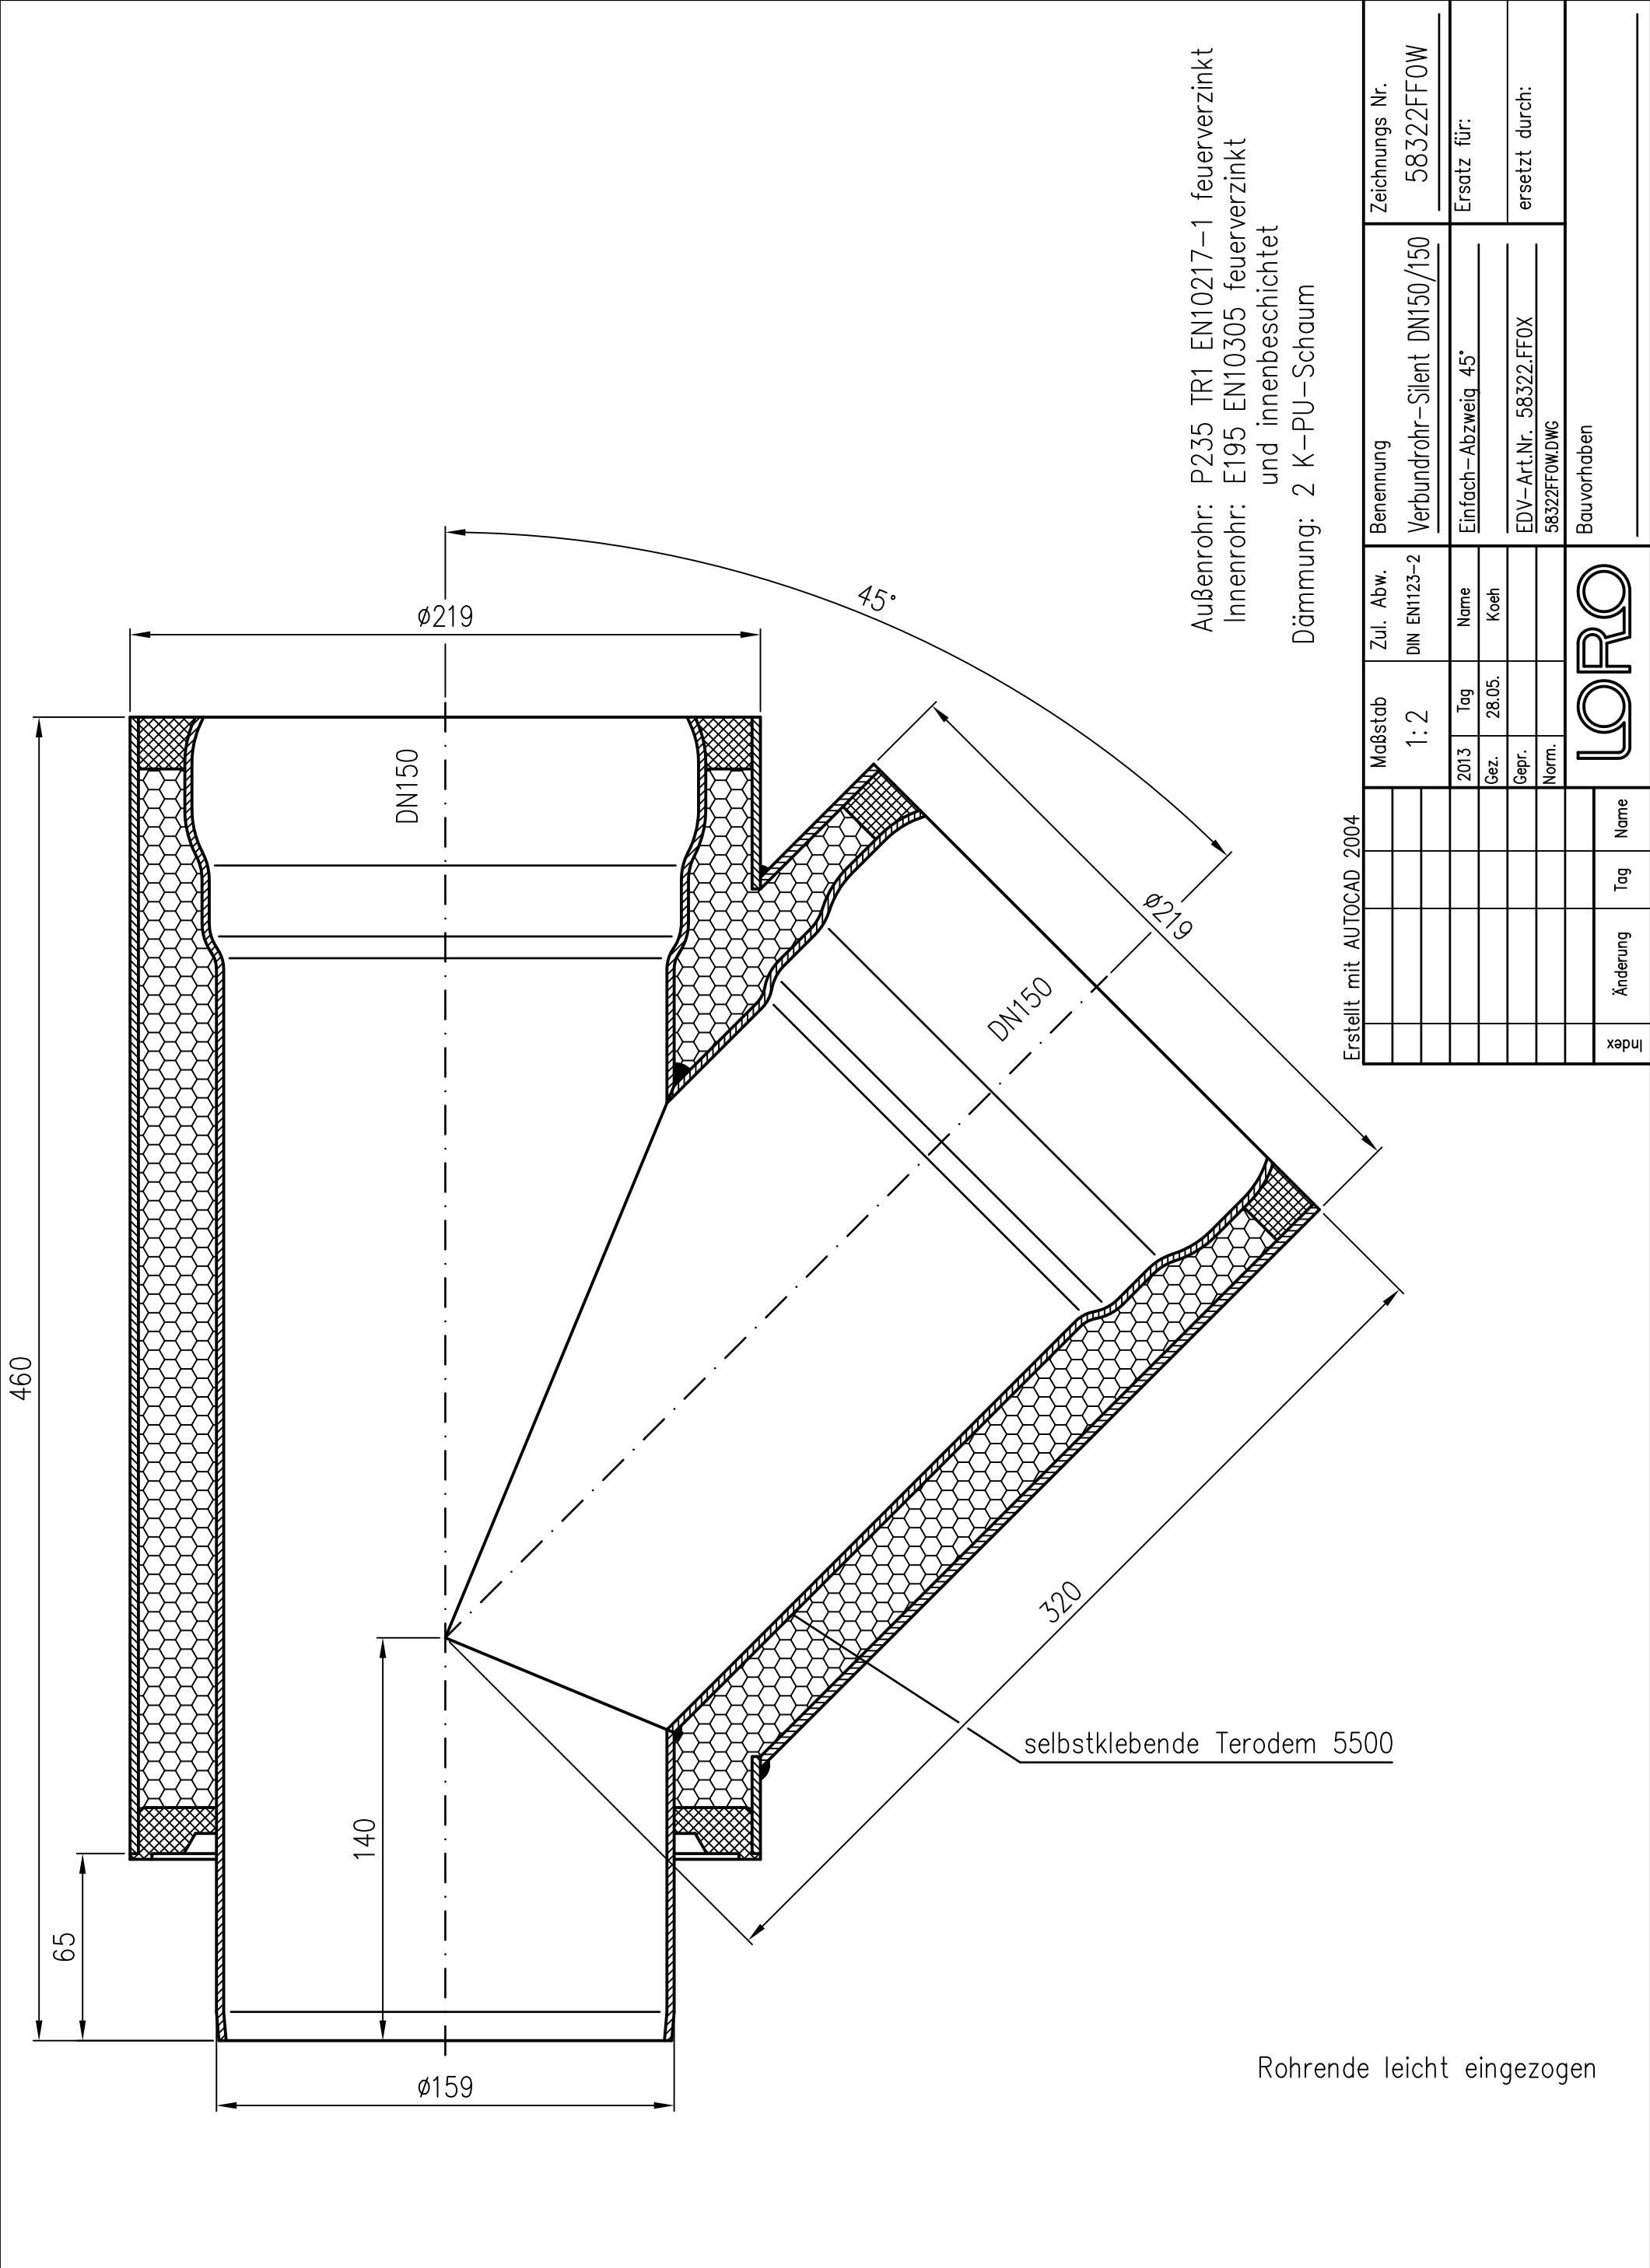 460
65
140
ø159
ø219
DN150
45°
ø219
DN150
320
selbstklebende Terodem 5500
Rohrende leicht eingezogen
Außenrohr: P235 TR1 EN10217-1 feuerverzinkt
Innenrohr: E195 EN10305 feuerverzinkt
und innenbeschichtet
Dämmung: 2 K-PU-Schaum
Erstellt mit AUTOCAD 2004
Maßstab
1:2
Zul. Abw.
DIN EN1123-2
Benennung
Verbundrohr-Silent DN150/150
Zeichnungs Nr.
58322FF0W
2013 Tag Name
Gez. 28.05. Koeh
Gepr.
Norm.
Einfach-Abzweig 45°
EDV-Art.Nr. 58322.FF0X
58322FF0W.DWG
Ersatz für:
ersetzt durch:
Index Änderung Tag Name
LORO
Bauvorhaben